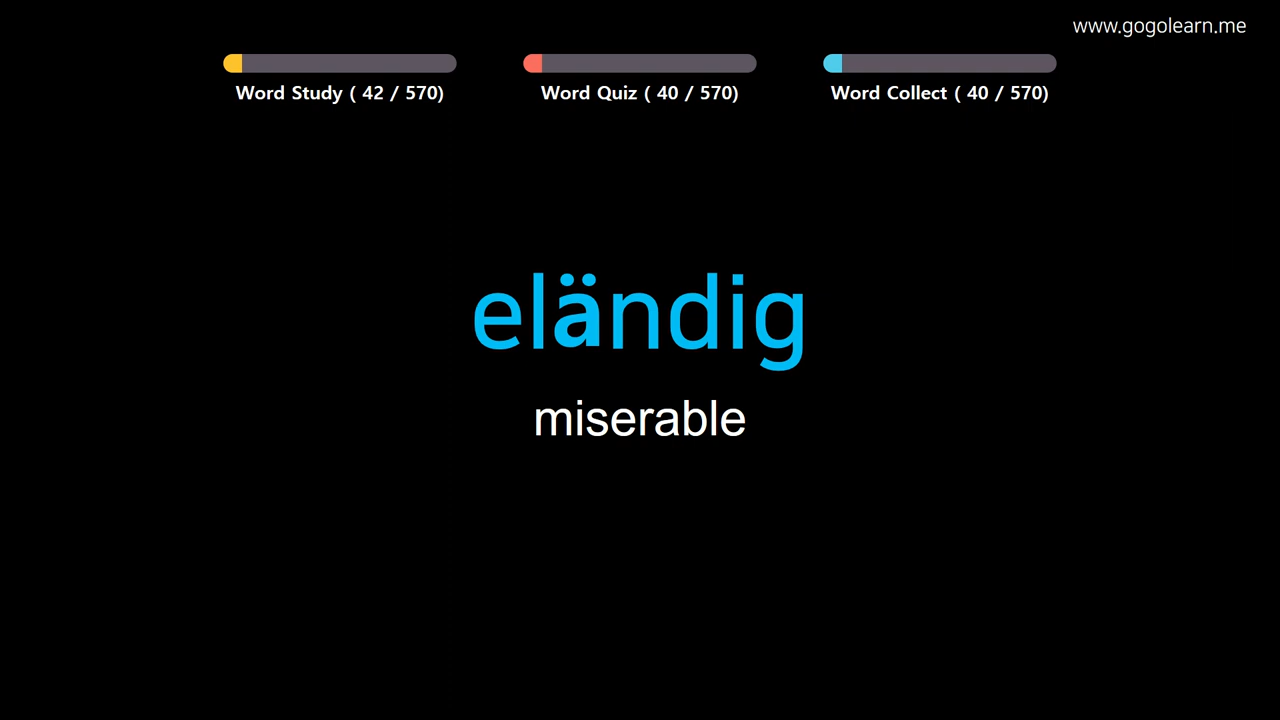 www.gogolearn.me
Word Study ( 42 / 570)
Word Quiz ( 40 / 570)
Word Collect ( 40 / 570)
eländig
miserable